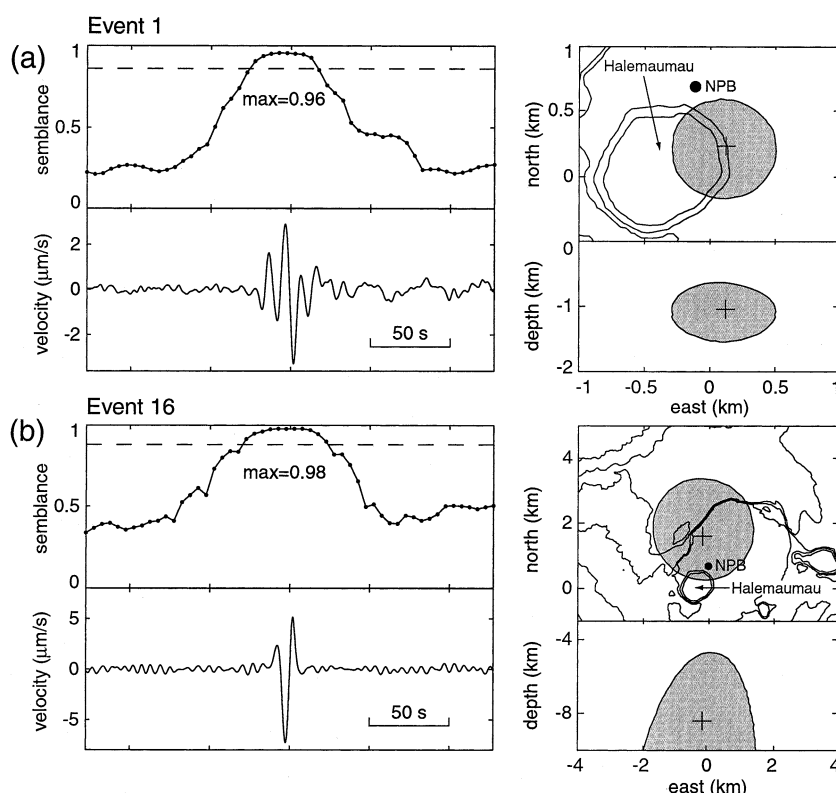 Event 1
(a)
1
0.5
0
semblance
max=0.96
2
0
-2
velocity (μm/s)
50 s
1
0.5
0
north (km)
Halemaumau
NPB
0
-1
-2
depth (km)
-1
-0.5
0
0.5
1
east (km)
Event 16
(b)
1
0.5
0
semblance
max=0.98
5
0
-5
velocity (μm/s)
50 s
4
2
0
north (km)
NPB
Halemaumau
-4
-8
depth (km)
-4
-2
0
2
4
east (km)